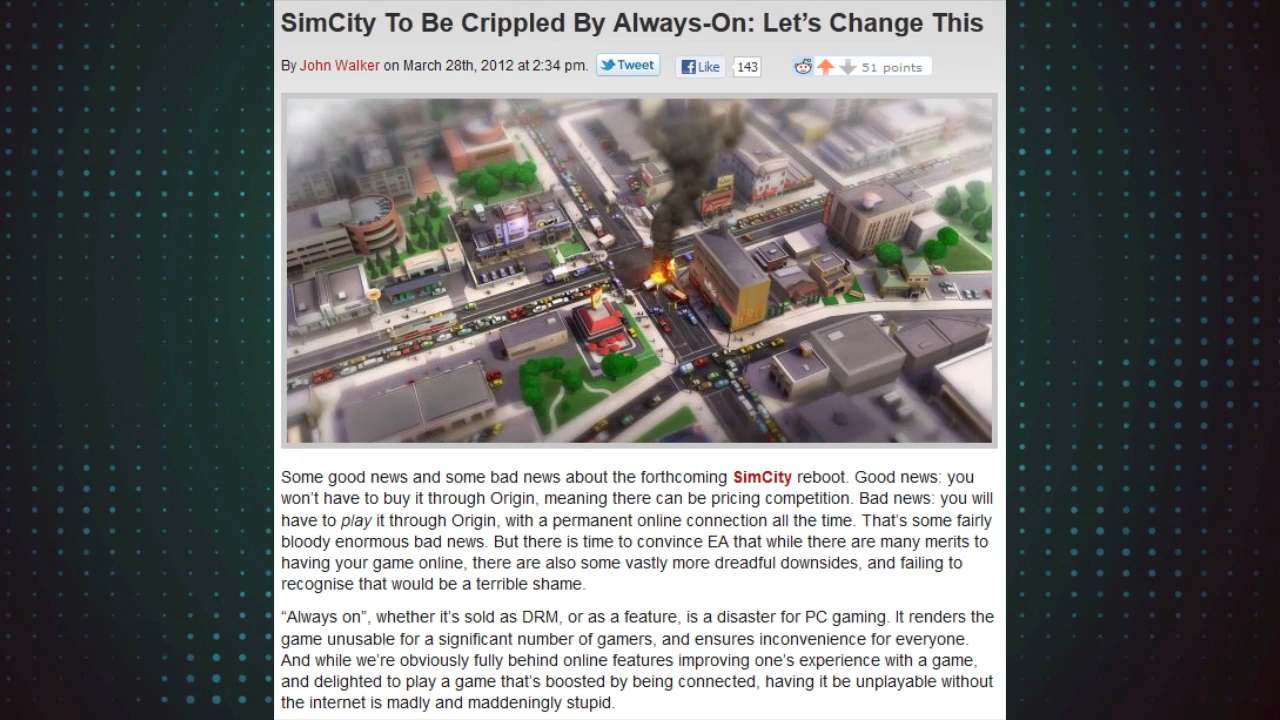 SimCity To Be Crippled By Always-On: Let’s Change This
By John Walker on March 28th, 2012 at 2:34 pm. Tweet Like 143 51 points
Some good news and some bad news about the forthcoming SimCity reboot. Good news: you
won’t have to buy it through Origin, meaning there can be pricing competition. Bad news: you will
have to play it through Origin, with a permanent online connection all the time. That’s some fairly
bloody enormous bad news. But there is time to convince EA that while there are many merits to
having your game online, there are also some vastly more dreadful downsides, and failing to
recognise that would be a terrible shame.
“Always on”, whether it’s sold as DRM, or as a feature, is a disaster for PC gaming. It renders the
game unusable for a significant number of gamers, and ensures inconvenience for everyone.
And while we’re obviously fully behind online features improving one’s experience with a game,
and delighted to play a game that’s boosted by being connected, having it be unplayable without
the internet is madly and maddeningly stupid.